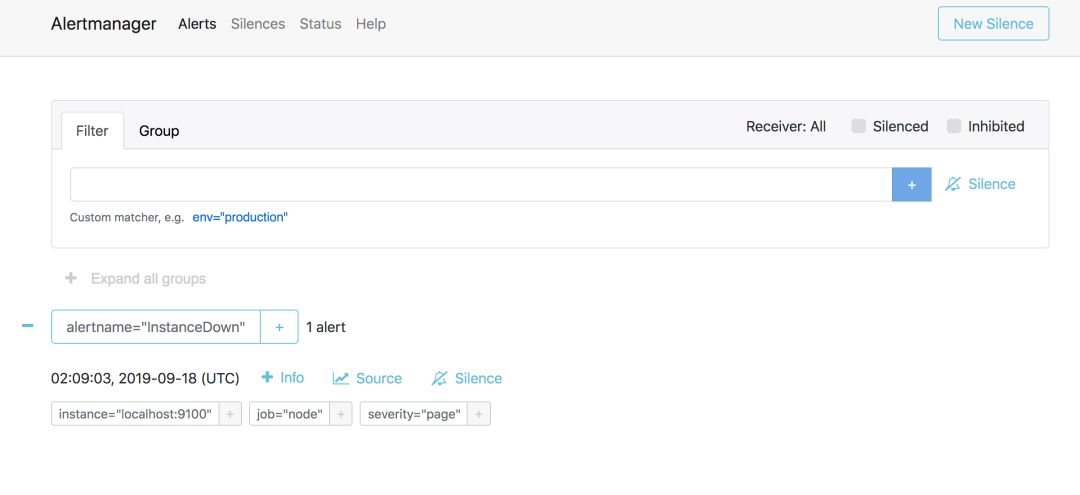 Alertmanager Alerts Silences Status Help New Silence
Filter Group Receiver: All Silenced Inhibited
+ Silence
Custom matcher, e.g. env="production"
+ Expand all groups
− alertname="InstanceDown" + 1 alert
02:09:03, 2019-09-18 (UTC) + Info Source Silence
instance="localhost:9100" + job="node" + severity="page" +